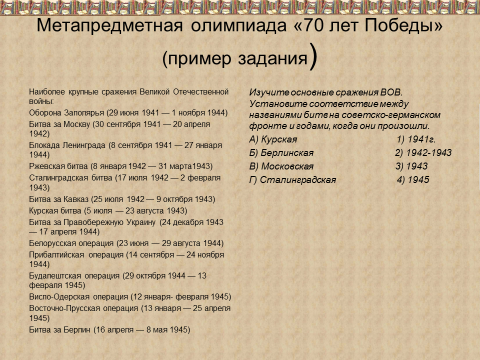 Метапредметная олимпиада «70 лет Победы»
(пример задания)
Наиболее крупные сражения Великой Отечественной
войны:
Оборона Заполярья (29 июня 1941 — 1 ноября 1944)
Битва за Москву (30 сентября 1941 — 20 апреля
1942)
Блокада Ленинграда (8 сентября 1941 — 27 января
1944)
Ржевская битва (8 января 1942 — 31 марта1943)
Сталинградская битва (17 июля 1942 — 2 февраля
1943)
Битва за Кавказ (25 июля 1942 — 9 октября 1943)
Курская битва (5 июля — 23 августа 1943)
Битва за Правобережную Украину (24 декабря 1943
— 17 апреля 1944)
Белорусская операция (23 июня — 29 августа 1944)
Прибалтийская операция (14 сентября — 24 ноября
1944)
Будапештская операция (29 октября 1944 — 13
февраля 1945)
Висло-Одерская операция (12 января- февраля 1945)
Восточно-Прусская операция (13 января — 25 апреля
1945)
Битва за Берлин (16 апреля — 8 мая 1945)
Изучите основные сражения ВОВ.
Установите соответствие между
названиями битв на советско-германском
фронте и годами, когда они произошли.
А) Курская 1) 1941г.
Б) Берлинская 2) 1942-1943
В) Московская 3) 1943
Г) Сталинградская 4) 1945